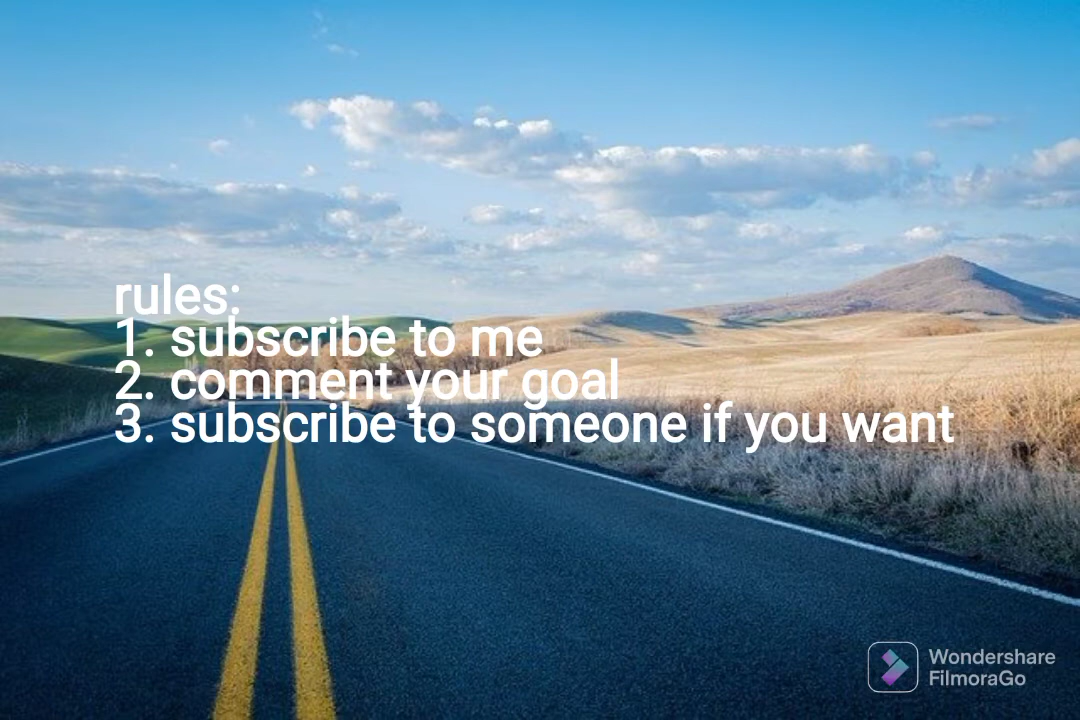 rules:
1. subscribe to me
2. comment your goal
3. subscribe to someone if you want
Wondershare
FilmoraGo